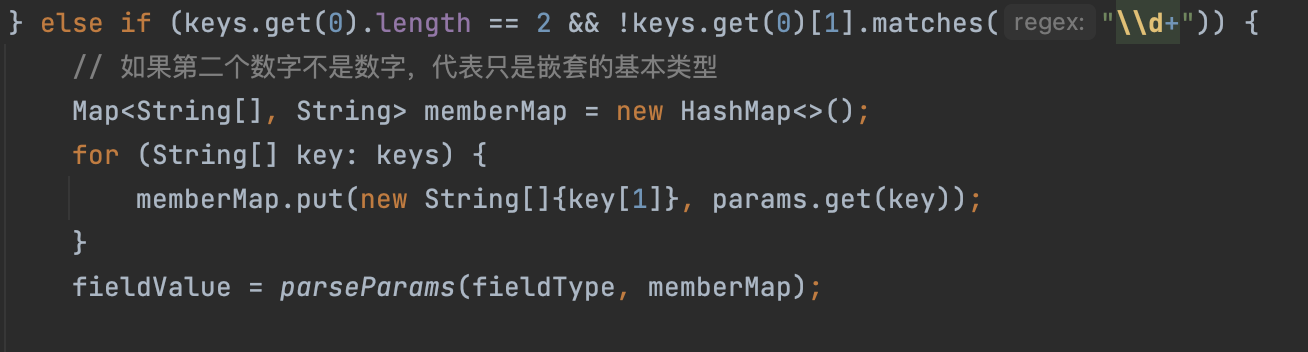 } else if (keys.get(0).length == 2 && !keys.get(0)[1].matches( regex: "\\d+")) {
// 如果第二个数字不是数字，代表只是嵌套的基本类型
Map<String[], String> memberMap = new HashMap<>();
for (String[] key: keys) {
memberMap.put(new String[]{key[1]}, params.get(key));
}
fieldValue = parseParams(fieldType, memberMap);